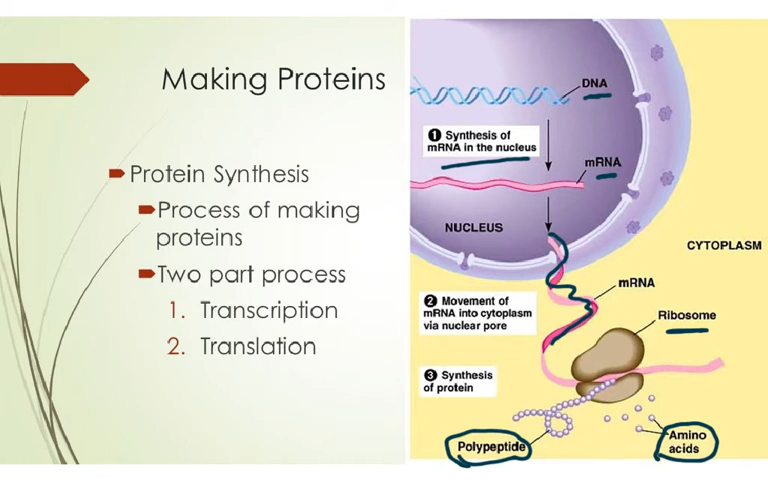 Making Proteins
Protein Synthesis
Process of making
proteins
Two part process
1. Transcription
2. Translation
DNA
1 Synthesis of
mRNA in the nucleus
mRNA
NUCLEUS
CYTOPLASM
mRNA
2 Movement of
mRNA into cytoplasm
via nuclear pore
Ribosome
3 Synthesis
of protein
Polypeptide
Amino
acids